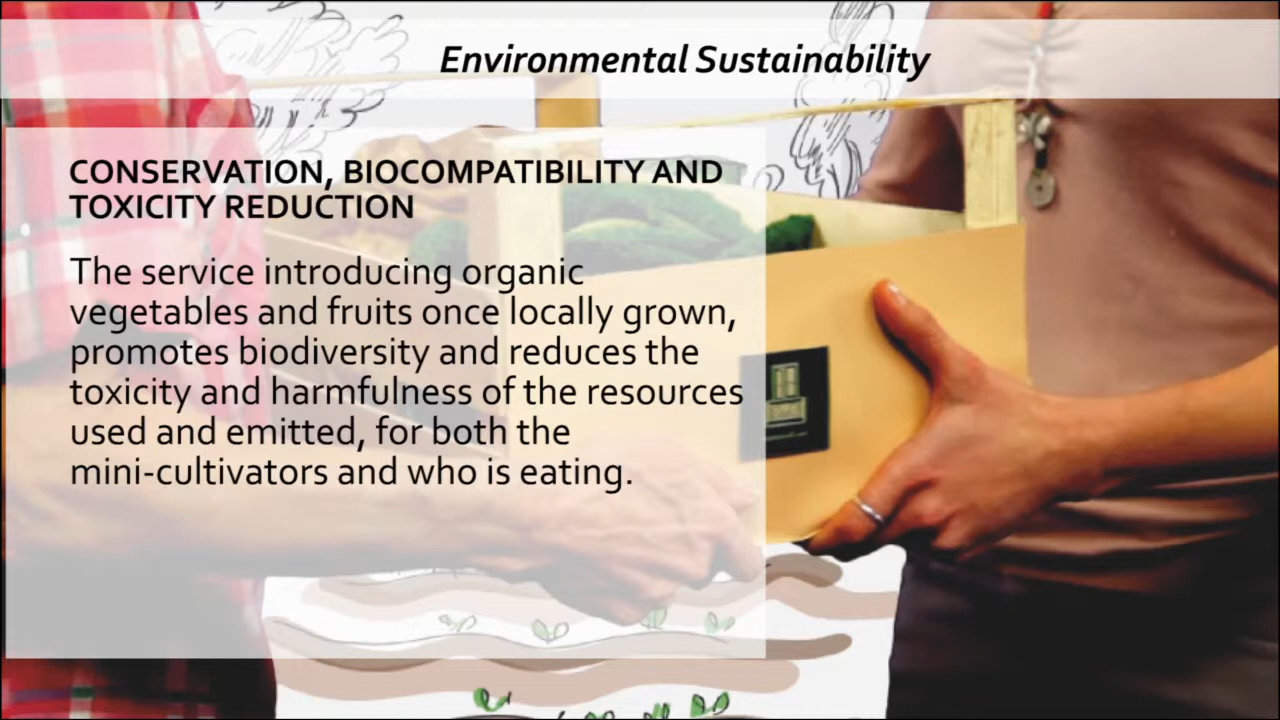 Environmental Sustainability
CONSERVATION, BIOCOMPATIBILITY AND
TOXICITY REDUCTION
The service introducing organic
vegetables and fruits once locally grown,
promotes biodiversity and reduces the
toxicity and harmfulness of the resources
used and emitted, for both the
mini-cultivators and who is eating.